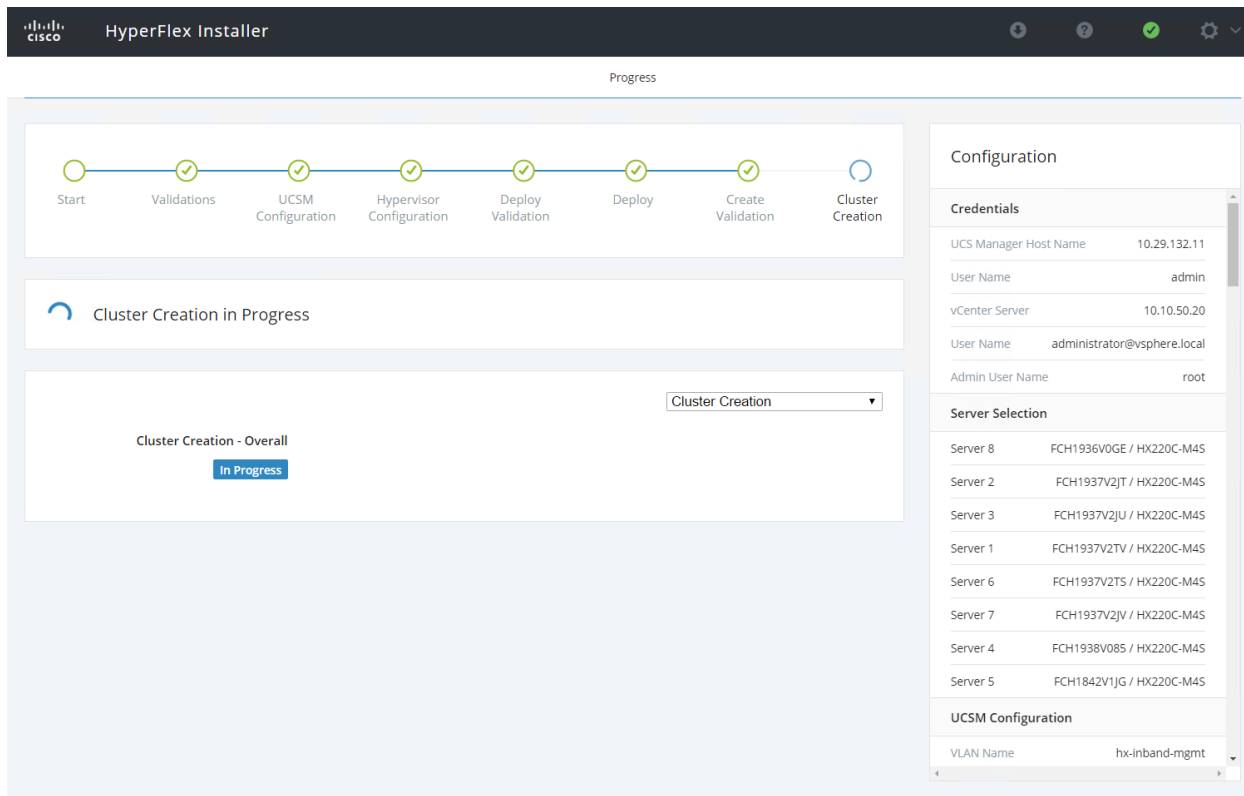 cisco HyperFlex Installer
Progress
Start
Validations
UCSM Configuration
Hypervisor Configuration
Deploy Validation
Deploy
Create Validation
Cluster Creation
Cluster Creation in Progress
Cluster Creation
Cluster Creation - Overall
In Progress
Configuration
Credentials
UCS Manager Host Name 10.29.132.11
User Name admin
vCenter Server 10.10.50.20
User Name administrator@vsphere.local
Admin User Name root
Server Selection
Server 8 FCH1936V0GE / HX220C-M4S
Server 2 FCH1937V2JT / HX220C-M4S
Server 3 FCH1937V2JU / HX220C-M4S
Server 1 FCH1937V2TV / HX220C-M4S
Server 6 FCH1937V2TS / HX220C-M4S
Server 7 FCH1937V2JV / HX220C-M4S
Server 4 FCH1938V085 / HX220C-M4S
Server 5 FCH1842V1JG / HX220C-M4S
UCSM Configuration
VLAN Name hx-inband-mgmt